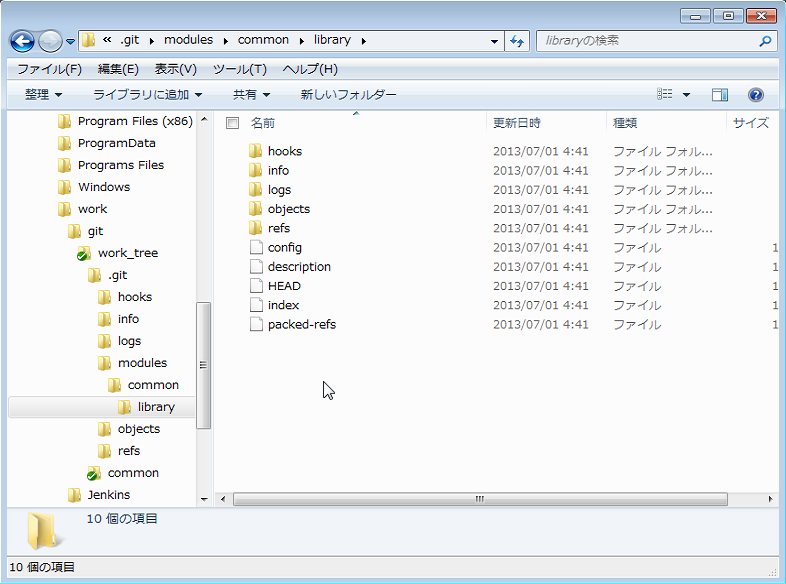 « .git ▸ modules ▸ common ▸ library ▸
libraryの検索
ファイル(F) 編集(E) 表示(V) ツール(T) ヘルプ(H)
整理 ライブラリに追加 共有 新しいフォルダー
Program Files (x86)
ProgramData
Programs Files
Windows
work
git
work_tree
.git
hooks
info
logs
modules
common
library
objects
refs
common
Jenkins
名前 更新日時 種類 サイズ
hooks 2013/07/01 4:41 ファイル フォル...
info 2013/07/01 4:41 ファイル フォル...
logs 2013/07/01 4:41 ファイル フォル...
objects 2013/07/01 4:41 ファイル フォル...
refs 2013/07/01 4:41 ファイル フォル...
config 2013/07/01 4:41 ファイル 1
description 2013/07/01 4:41 ファイル 1
HEAD 2013/07/01 4:41 ファイル 1
index 2013/07/01 4:41 ファイル 1
packed-refs 2013/07/01 4:41 ファイル 1
10 個の項目
10 個の項目